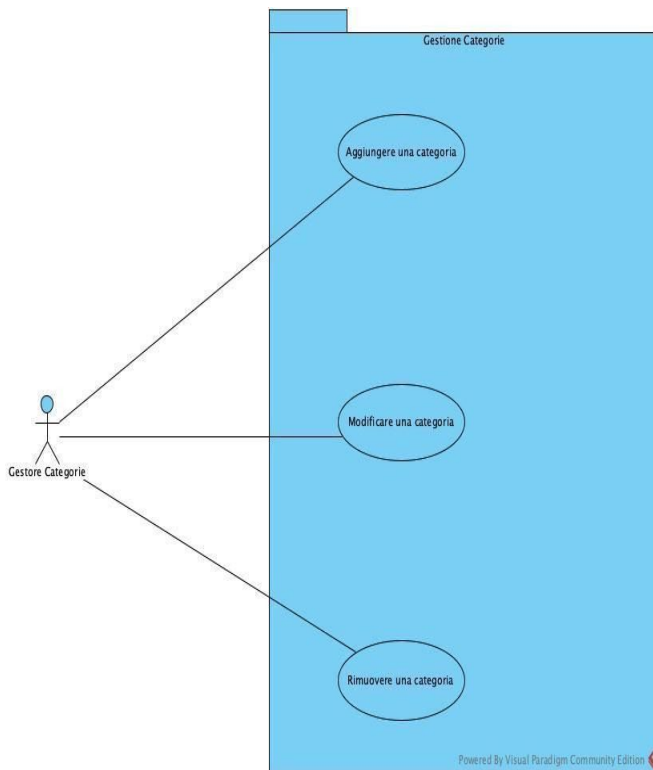 Gestione Categorie
Aggiungere una categoria
Modificare una categoria
Gestore Categorie
Rimuovere una categoria
Powered By Visual Paradigm Community Edition